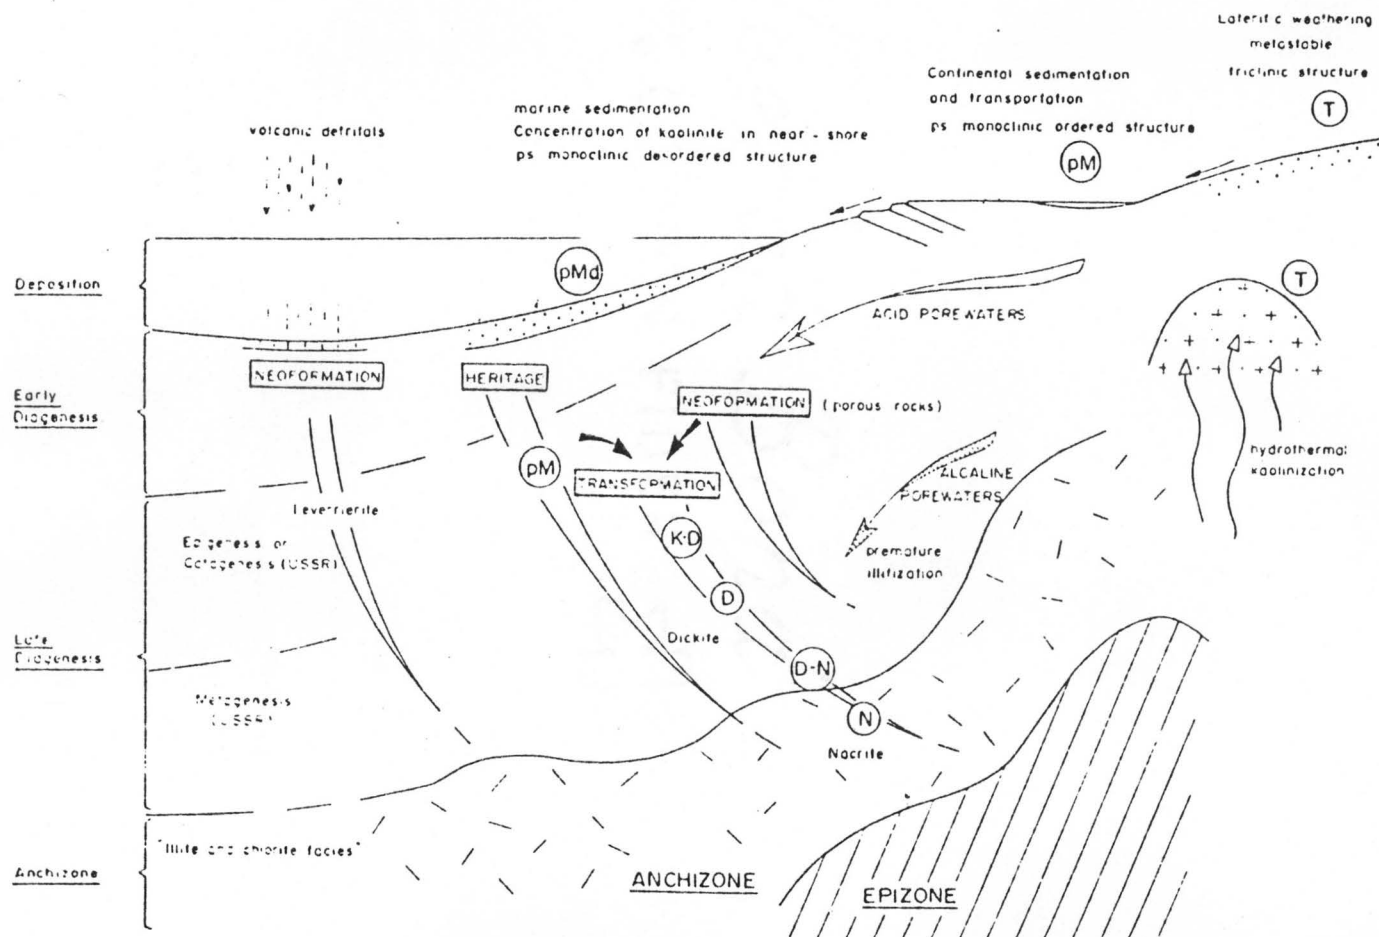 Lateritic weathering
metastable
triclinic structure
T
Continental sedimentation
and transportation
ps monoclinic ordered structure
pM
marine sedimentation
Concentration of kaolinite in near-shore
ps monoclinic desordered structure
volcanic detritals
Deposition
pMd
T
ACID POREWATERS
NEOFORMATION
HERITAGE
NEOFORMATION (porous rocks)
Early
Diagenesis
pM
TRANSFORMATION
ALCALINE
POREWATERS
hydrothermal
kaolinization
Leverrierite
K-D
Epigenesis or
Catagenesis (USSR)
premature
illitization
D
Late
Diagenesis
Dickite
D-N
Metagenesis
(USSR)
N
Nacrite
"Illite and chlorite facies"
Anchizone
ANCHIZONE
EPIZONE